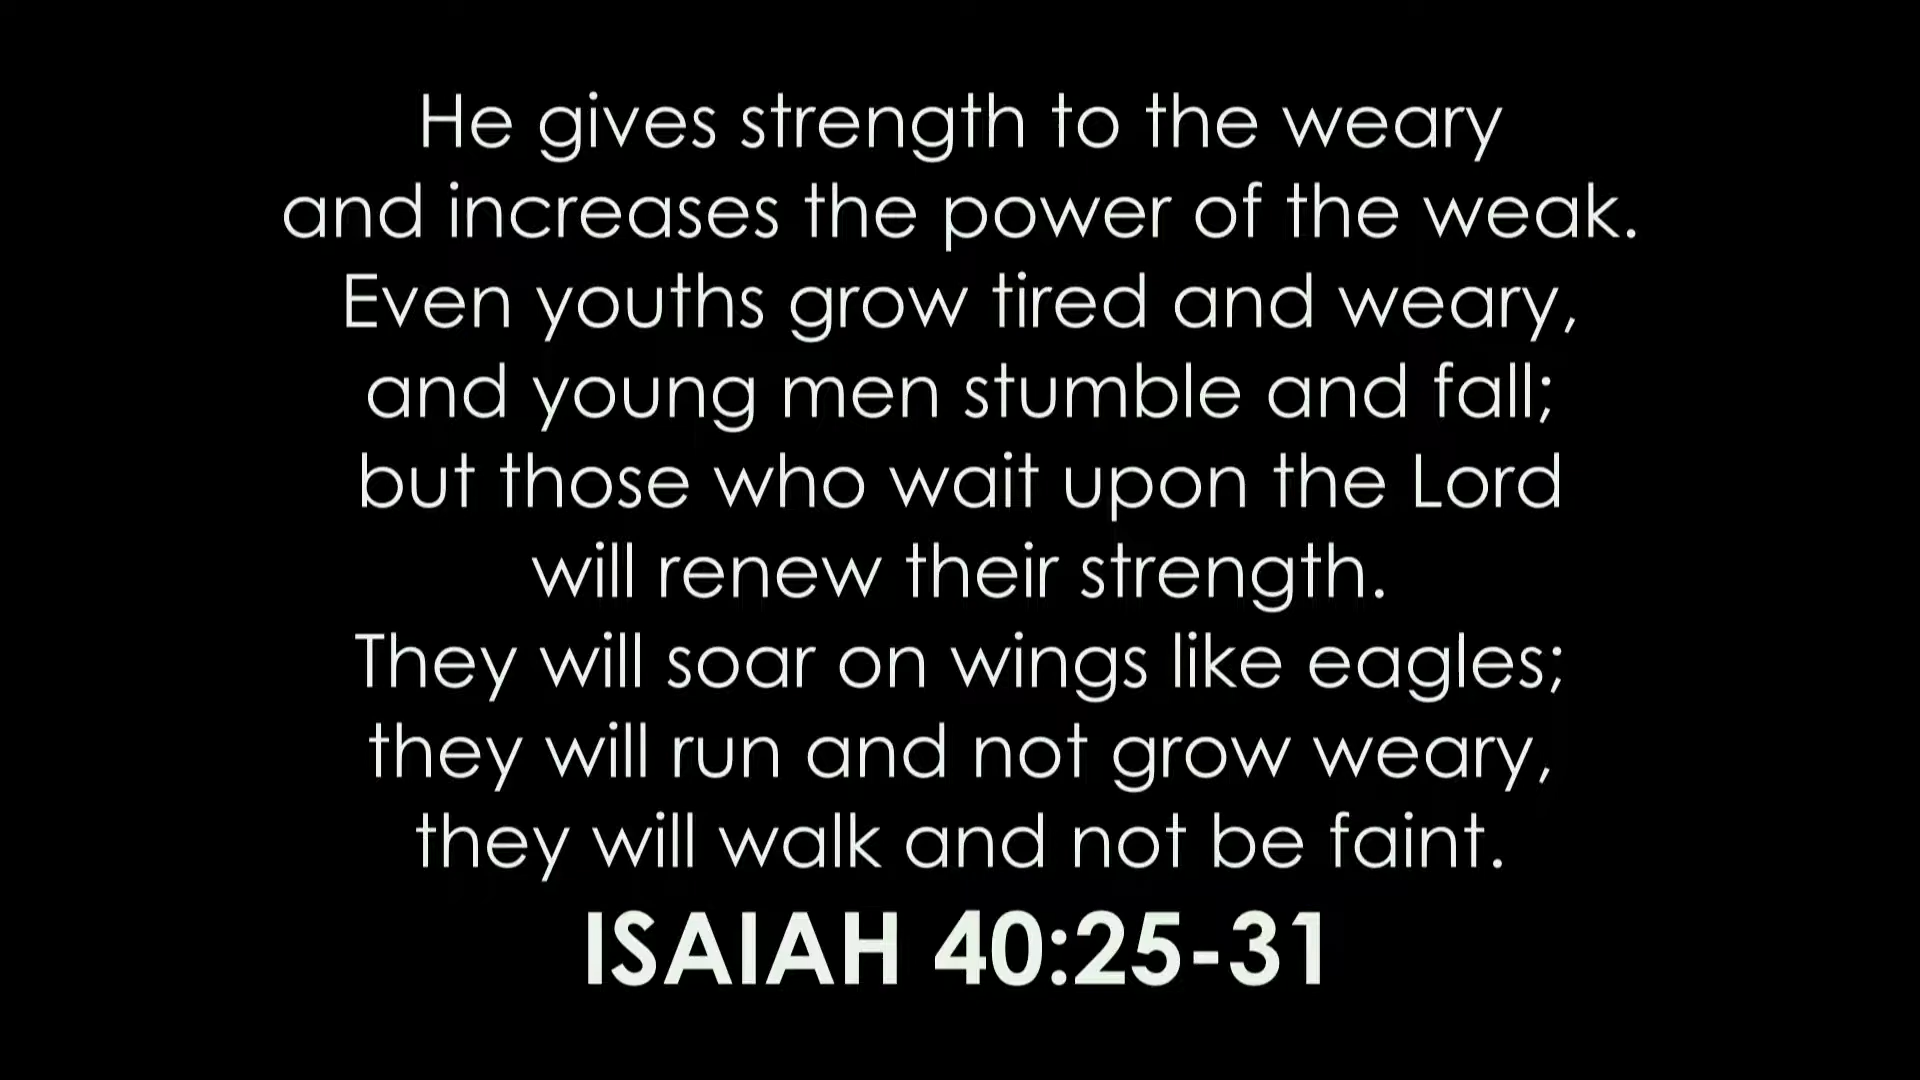 He gives strength to the weary
and increases the power of the weak.
Even youths grow tired and weary,
and young men stumble and fall;
but those who wait upon the Lord
will renew their strength.
They will soar on wings like eagles;
they will run and not grow weary,
they will walk and not be faint.
ISAIAH 40:25-31